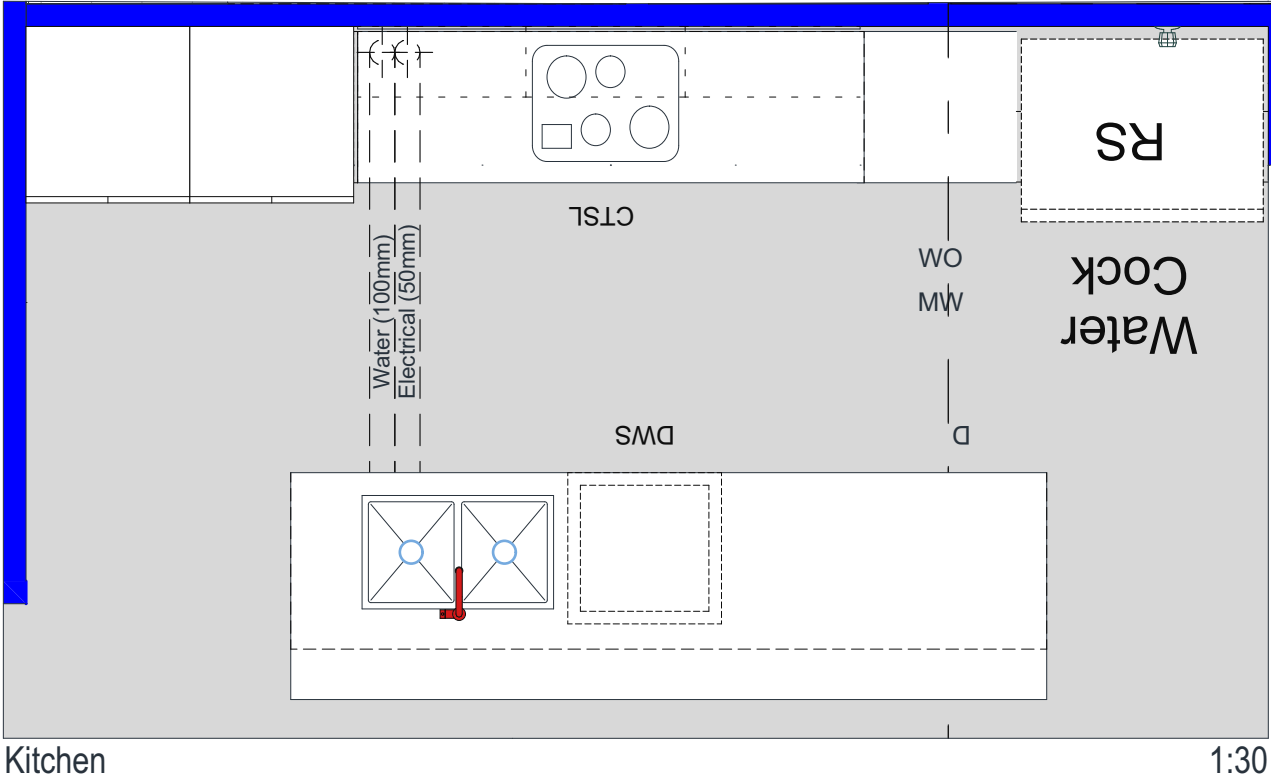 RS
Water
Cock
CTSL
OM
MW
Water (100mm)
Electrical (50mm)
DWS
D
Kitchen
1:30